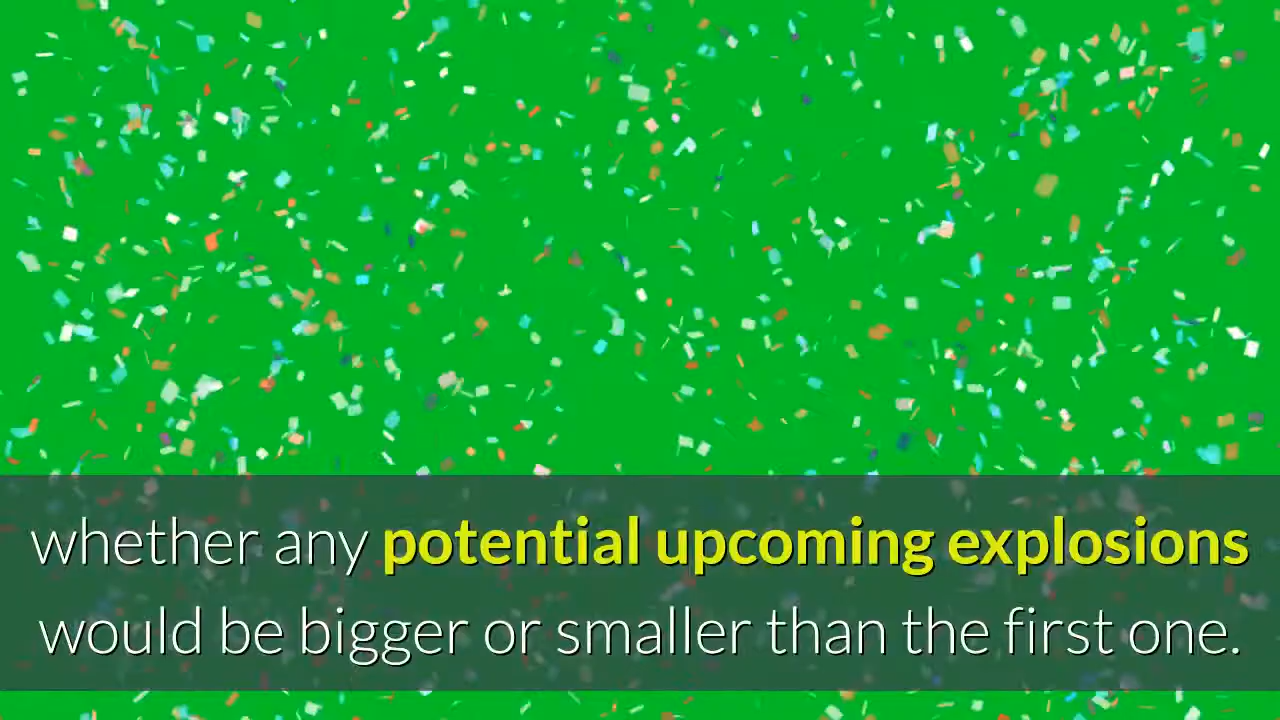 whether any potential upcoming explosions
would be bigger or smaller than the first one.